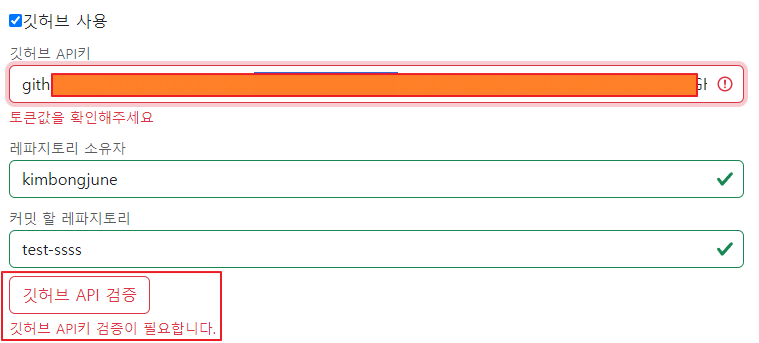 깃허브 사용
깃허브 API키
gith
토큰값을 확인해주세요
레파지토리 소유자
kimbongjune
커밋 할 레파지토리
test-ssss
깃허브 API 검증
깃허브 API키 검증이 필요합니다.